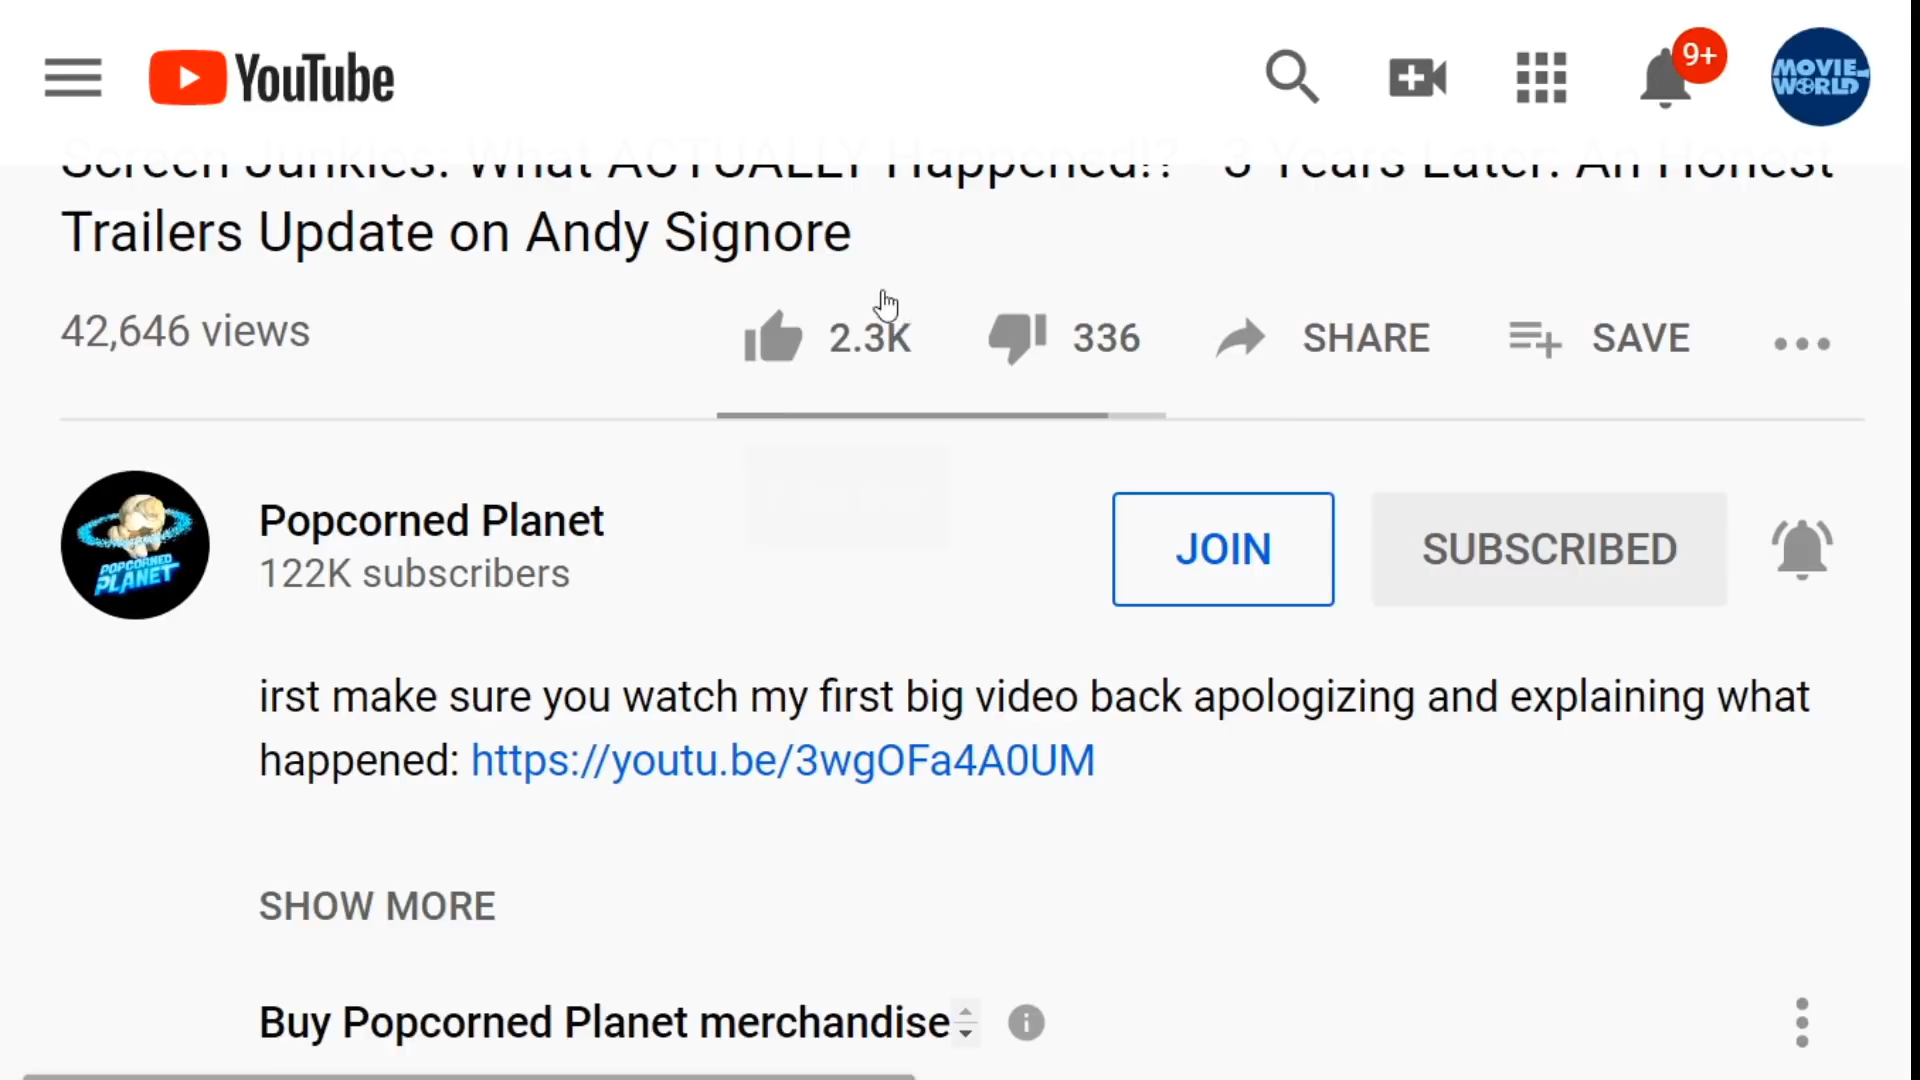 YouTube
9+
MOVIE-
WORLD
Screen Junkies: What ACTUALLY Happened!? - 3 Years Later: An Honest
Trailers Update on Andy Signore
42,646 views
2.3K
336
SHARE
SAVE
Popcorned Planet
122K subscribers
POPCORNED
PLANET
JOIN
SUBSCRIBED
irst make sure you watch my first big video back apologizing and explaining what
happened: https://youtu.be/3wgOFa4A0UM
SHOW MORE
Buy Popcorned Planet merchandise